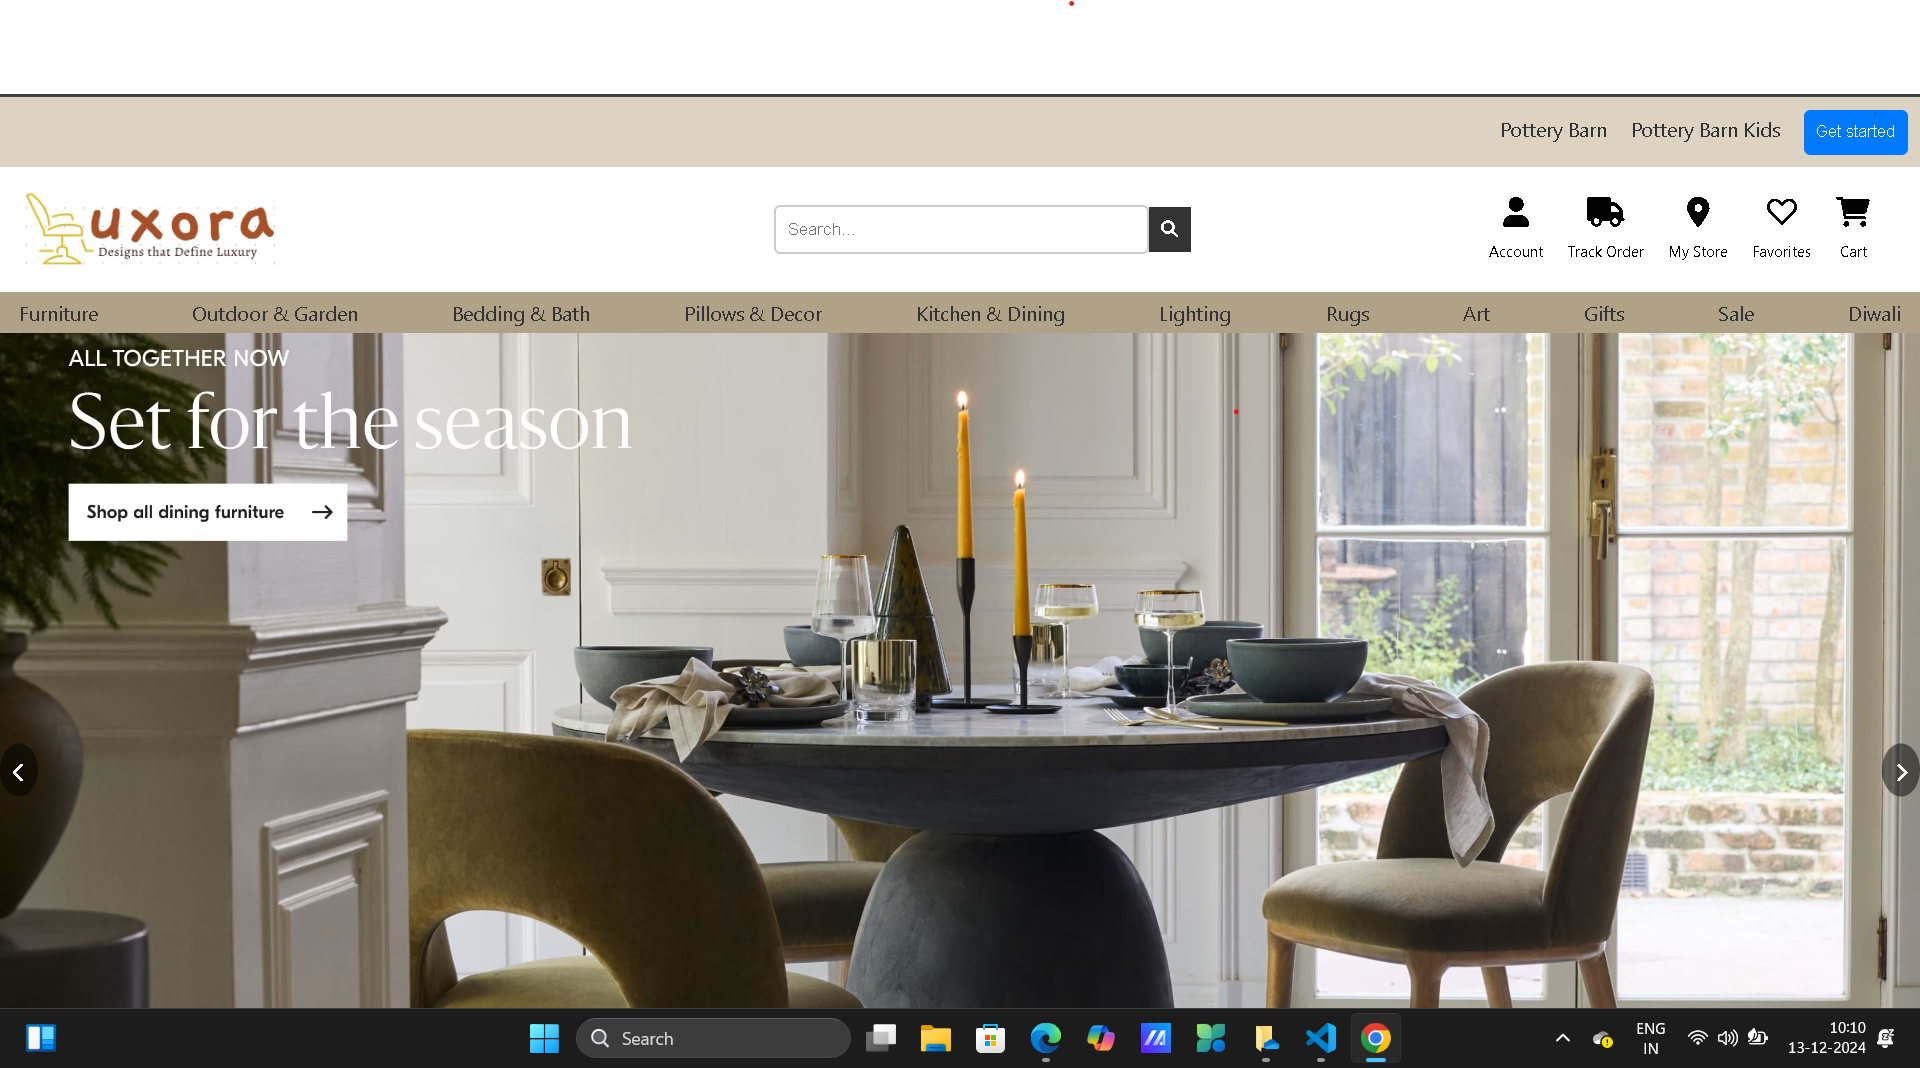 Pottery Barn Pottery Barn Kids Get started
uxora
Designs that Define Luxury
Search...
Account Track Order My Store Favorites Cart
Furniture Outdoor & Garden Bedding & Bath Pillows & Decor Kitchen & Dining Lighting Rugs Art Gifts Sale Diwali
ALL TOGETHER NOW
Set for the season
Shop all dining furniture
Search
ENG
IN
10:10
13-12-2024